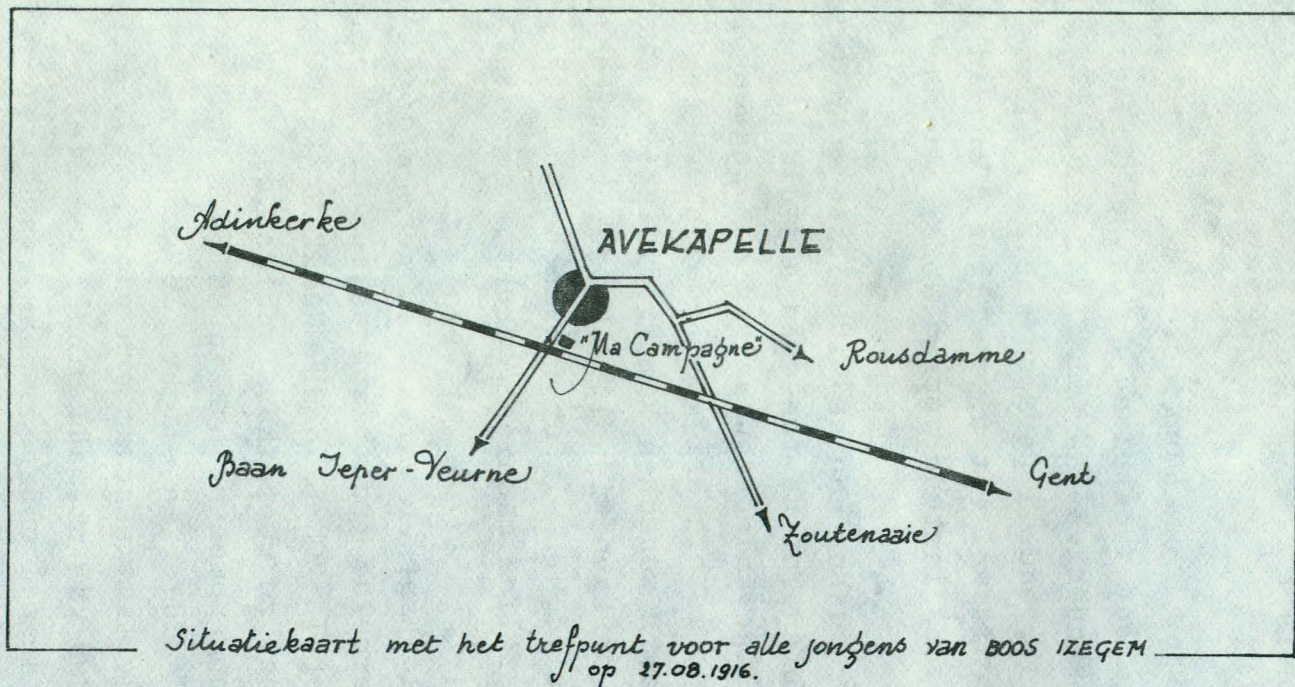 Adinkerke
AVEKAPELLE
"Ma Campagne"
Rousdamme
Baan Ieper-Veurne
Gent
Zoutenaaie
Situatiekaart met het trefpunt voor alle jongens van BOOS IZEGEM
op 27.08.1916.